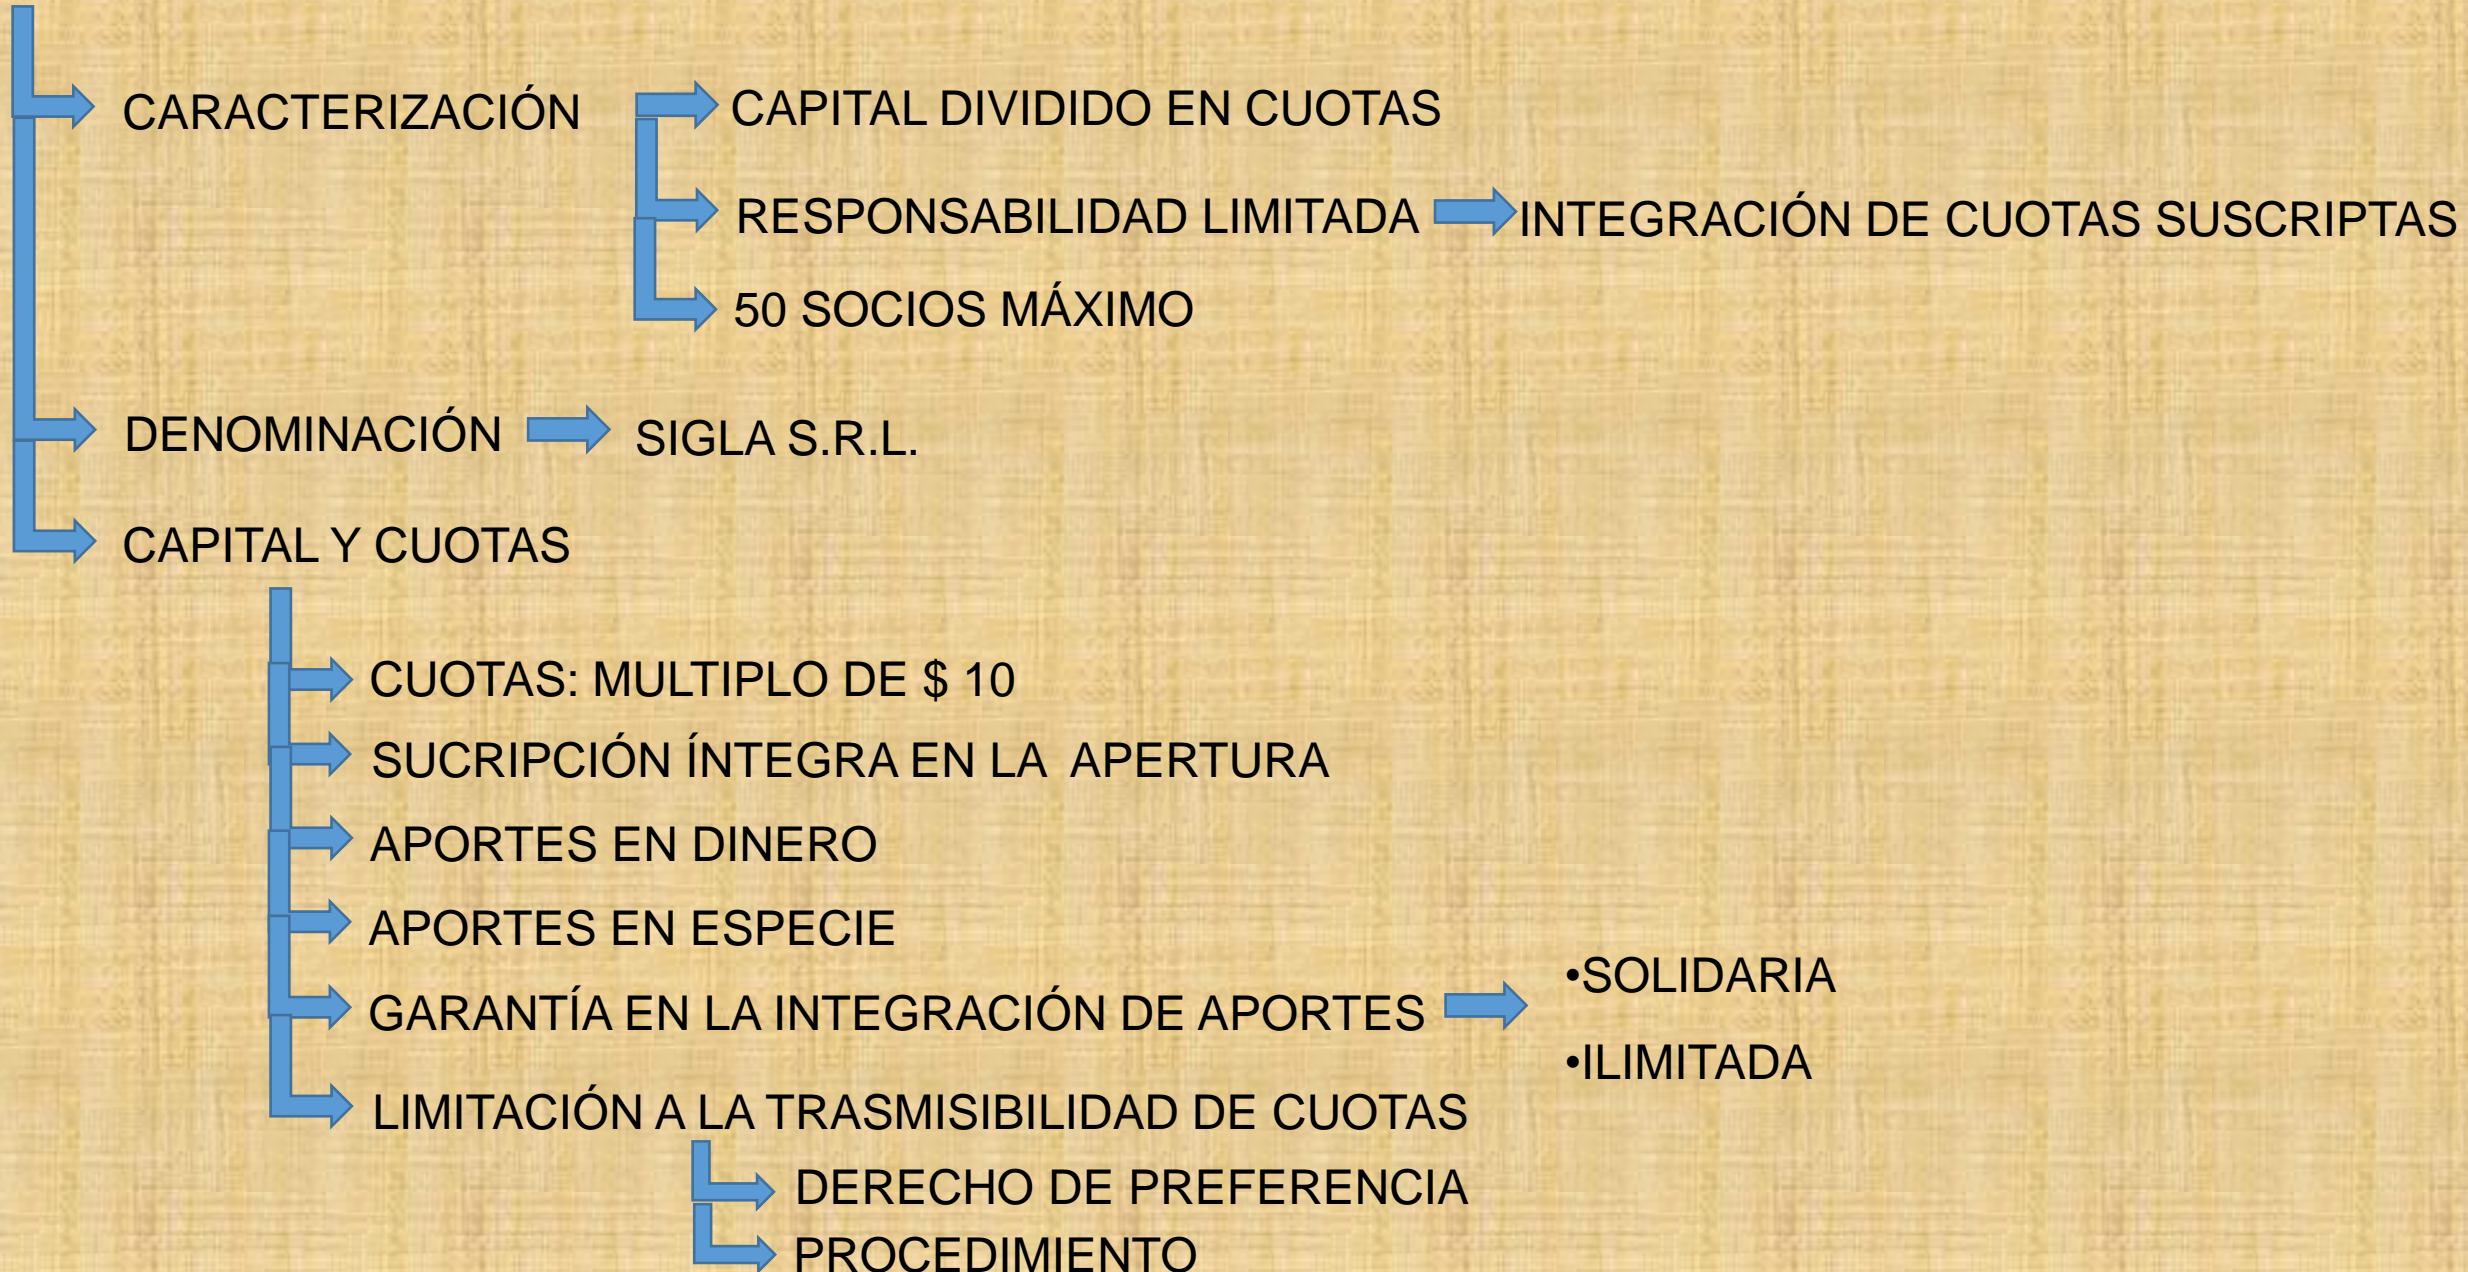 CARACTERIZACIÓN
CAPITAL DIVIDIDO EN CUOTAS
RESPONSABILIDAD LIMITADA
INTEGRACIÓN DE CUOTAS SUSCRIPTAS
50 SOCIOS MÁXIMO
DENOMINACIÓN
SIGLA S.R.L.
CAPITAL Y CUOTAS
CUOTAS: MULTIPLO DE $ 10
SUCRIPCIÓN ÍNTEGRA EN LA APERTURA
APORTES EN DINERO
APORTES EN ESPECIE
GARANTÍA EN LA INTEGRACIÓN DE APORTES
•SOLIDARIA
•ILIMITADA
LIMITACIÓN A LA TRASMISIBILIDAD DE CUOTAS
DERECHO DE PREFERENCIA
PROCEDIMIENTO